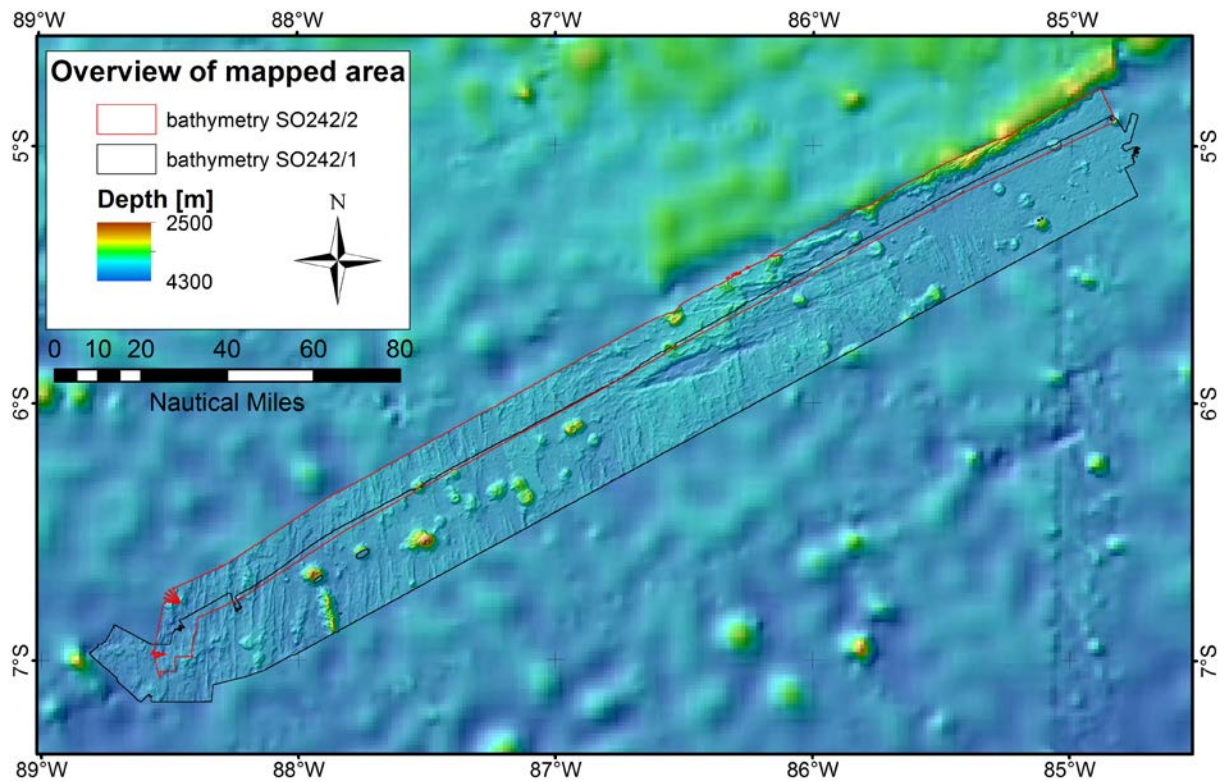 89°W 88°W 87°W 86°W 85°W
Overview of mapped area
bathymetry SO242/2
bathymetry SO242/1
Depth [m]
2500
4300
N
0 10 20 40 60 80
Nautical Miles
5°S 5°S
6°S 6°S
7°S 7°S
89°W 88°W 87°W 86°W 85°W